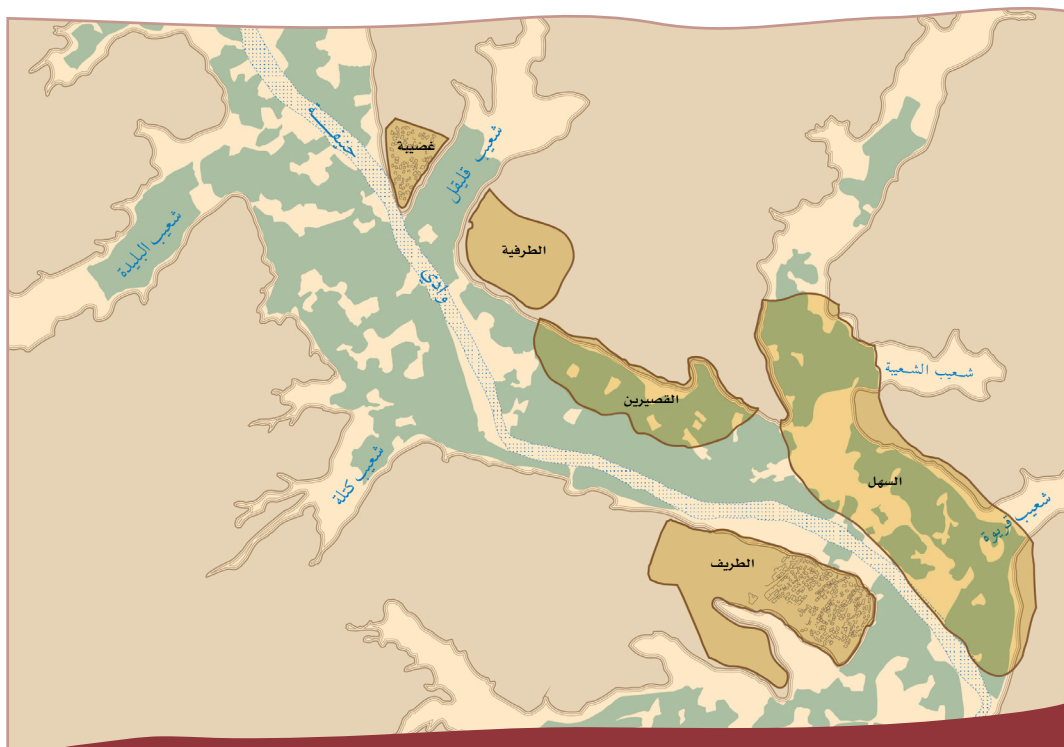 غصيبة
شعيب قليقل
وادي حنيفة
شعيب البليدة
الطرفية
شعيب الشعيبة
القصيرين
السهل
شعيب كتلة
شعيب قريوة
الطريف